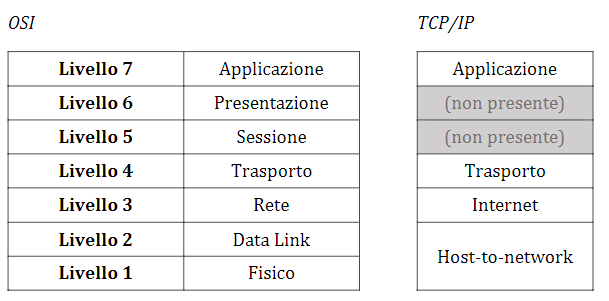 OSI TCP/IP
Livello 7 Applicazione Applicazione
Livello 6 Presentazione (non presente)
Livello 5 Sessione (non presente)
Livello 4 Trasporto Trasporto
Livello 3 Rete Internet
Livello 2 Data Link
Host-to-network
Livello 1 Fisico